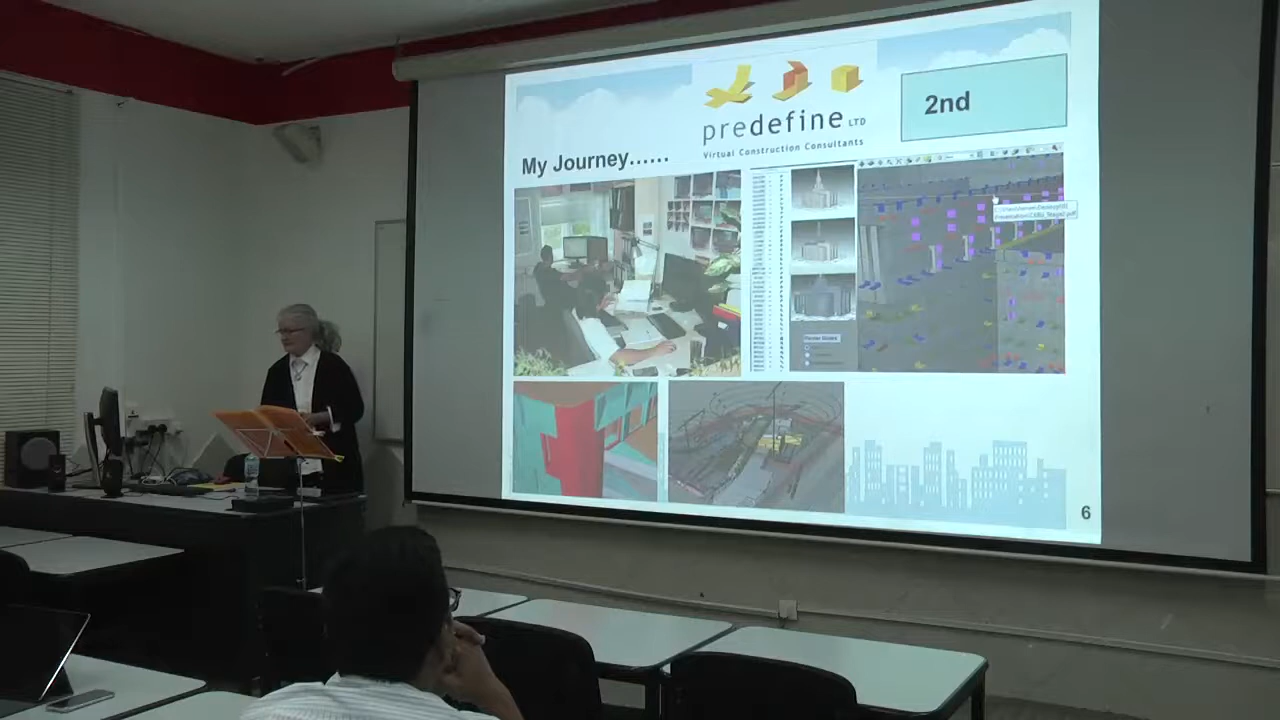 2nd
predefine LTD
Virtual Construction Consultants
My Journey......
6